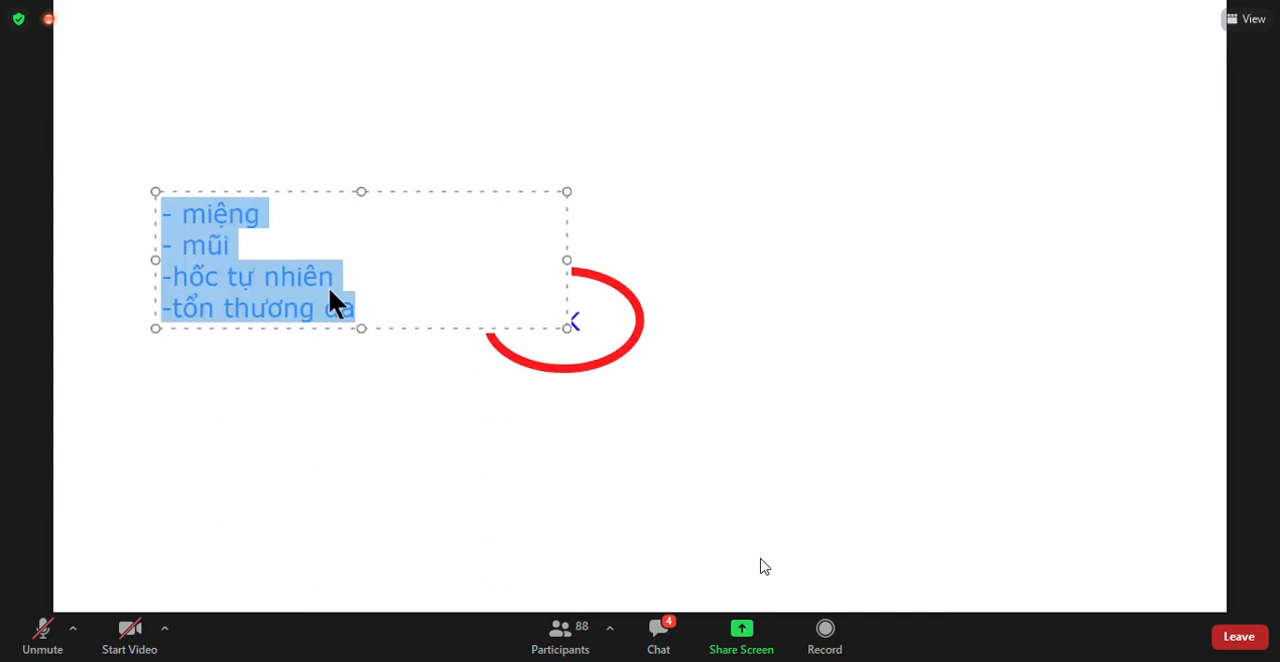 View
- miệng
- mũi
-hốc tự nhiên
-tổn thương da
Unmute
Start Video
88
Participants
4
Chat
Share Screen
Record
Leave